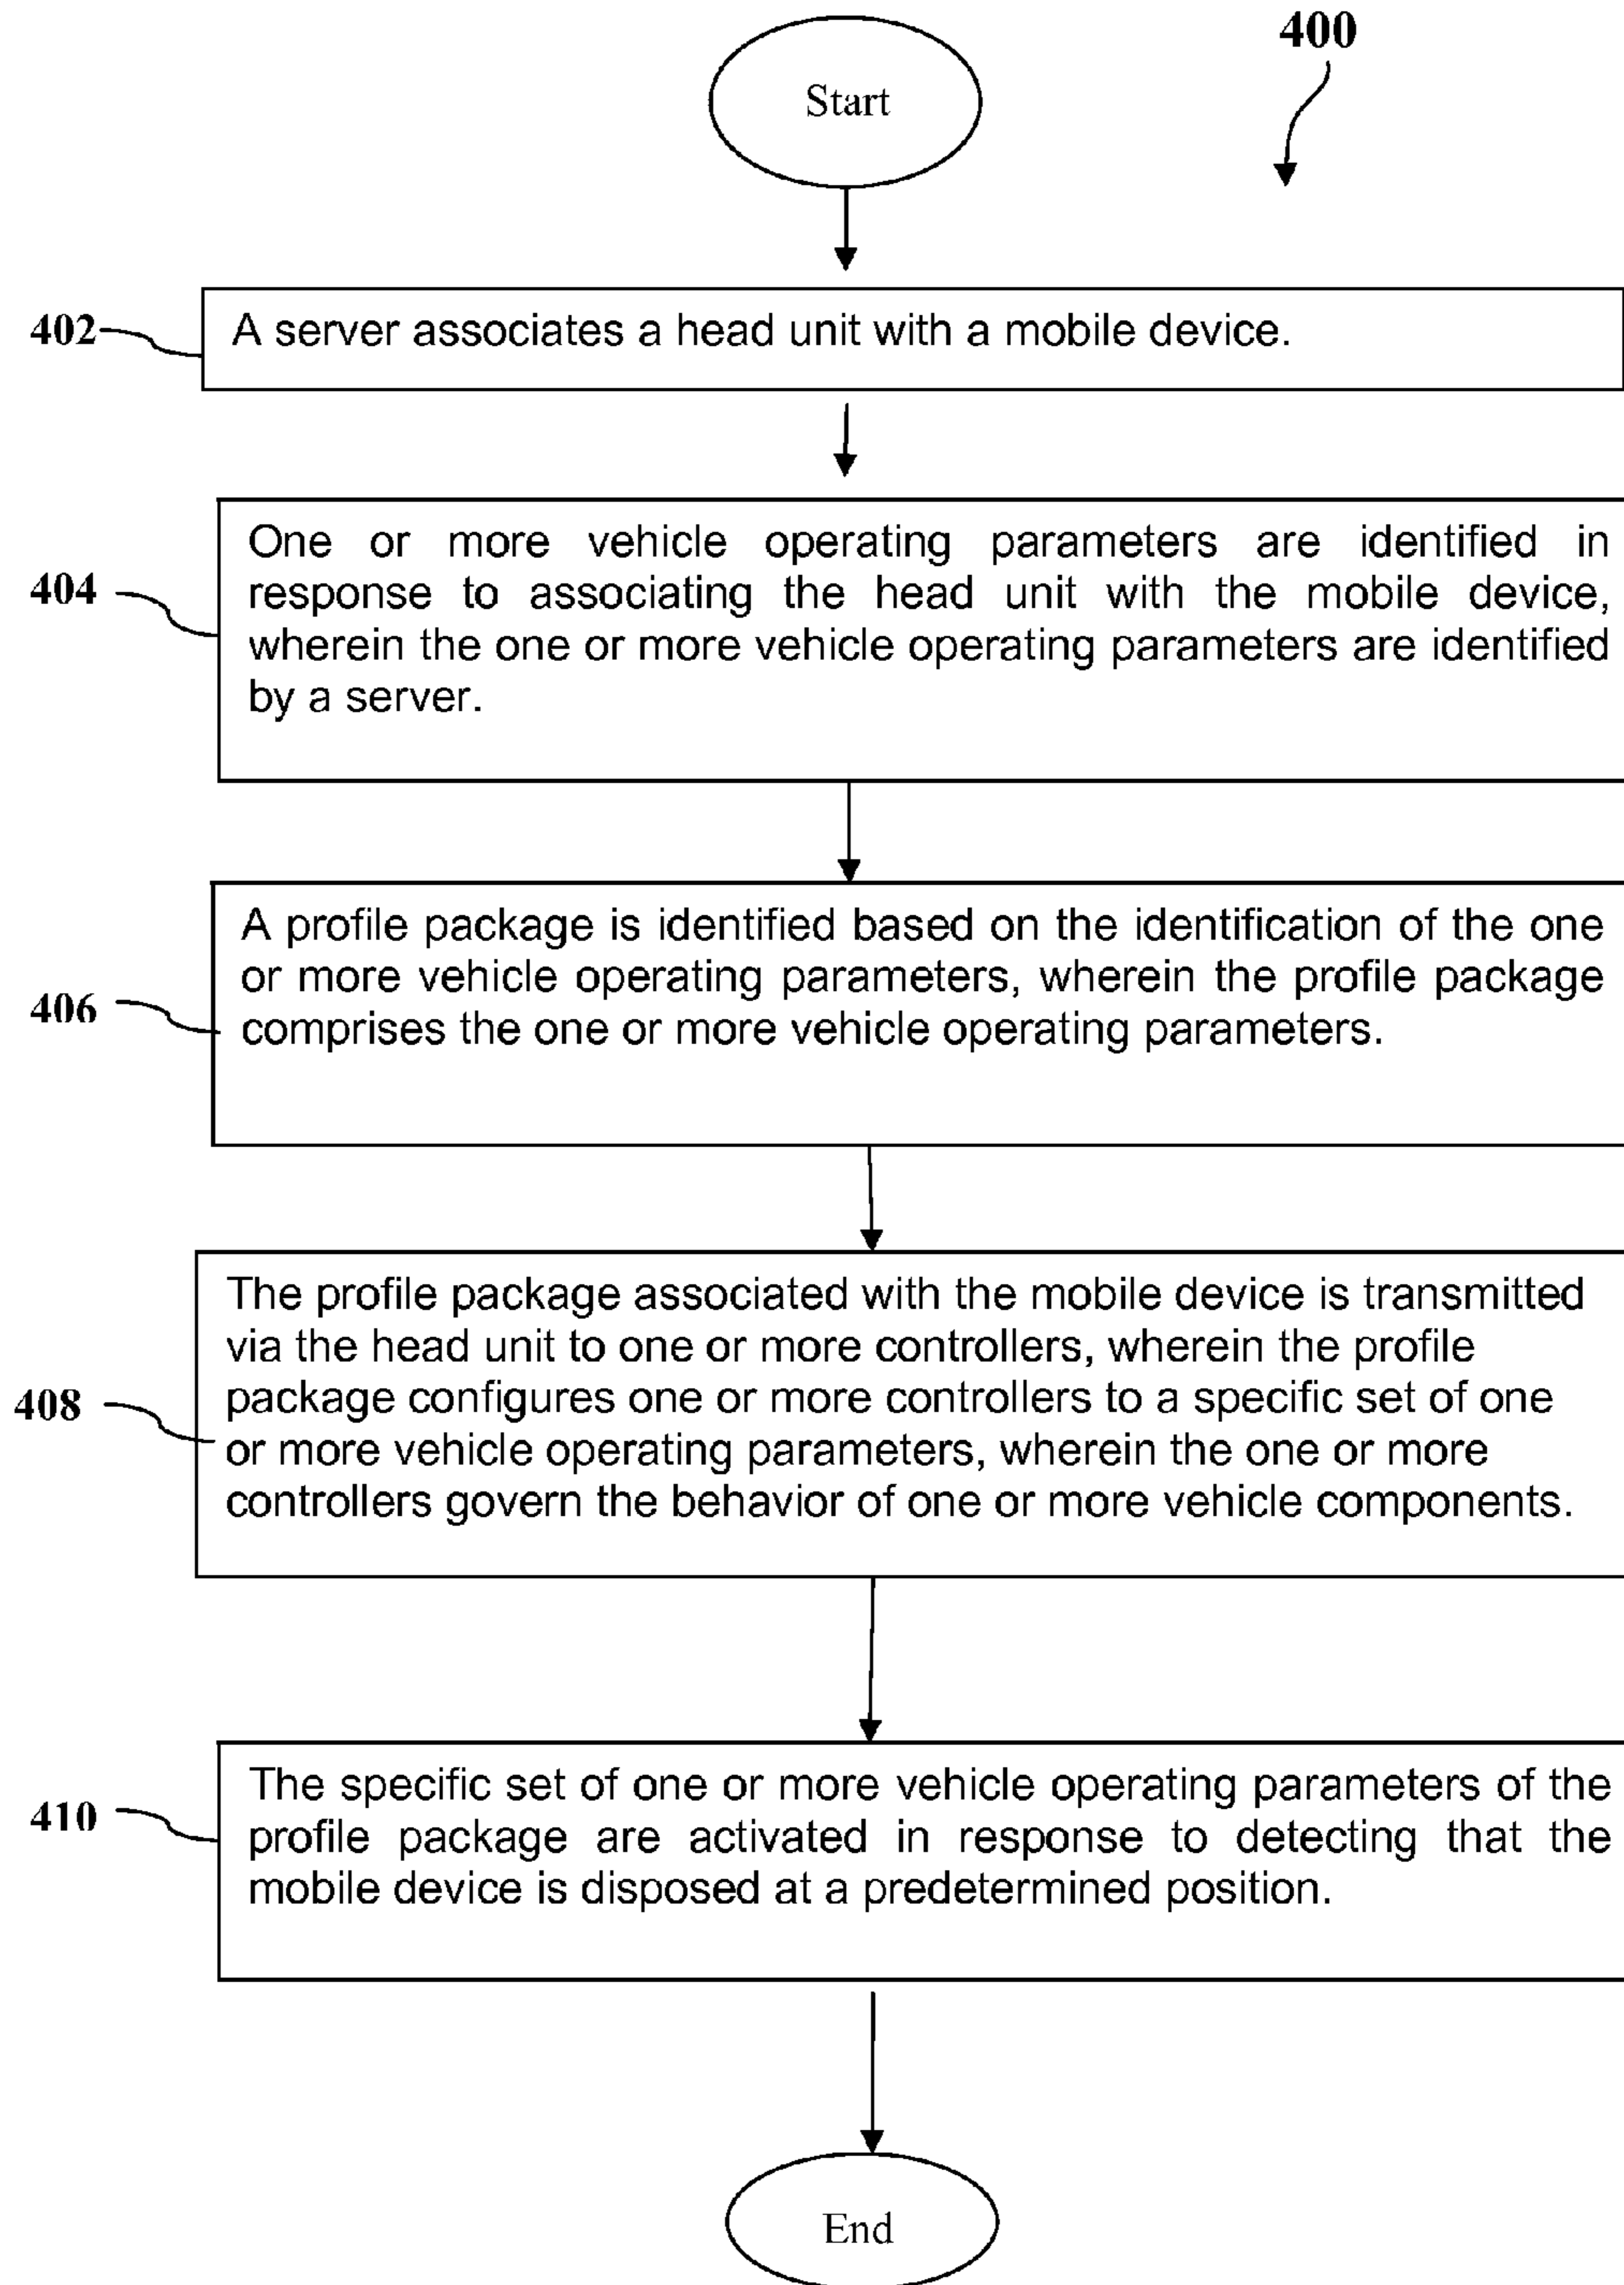 400
Start
402
A server associates a head unit with a mobile device.
404
One or more vehicle operating parameters are identified in
response to associating the head unit with the mobile device,
wherein the one or more vehicle operating parameters are identified
by a server.
406
A profile package is identified based on the identification of the one
or more vehicle operating parameters, wherein the profile package
comprises the one or more vehicle operating parameters.
408
The profile package associated with the mobile device is transmitted
via the head unit to one or more controllers, wherein the profile
package configures one or more controllers to a specific set of one
or more vehicle operating parameters, wherein the one or more
controllers govern the behavior of one or more vehicle components.
410
The specific set of one or more vehicle operating parameters of the
profile package are activated in response to detecting that the
mobile device is disposed at a predetermined position.
End